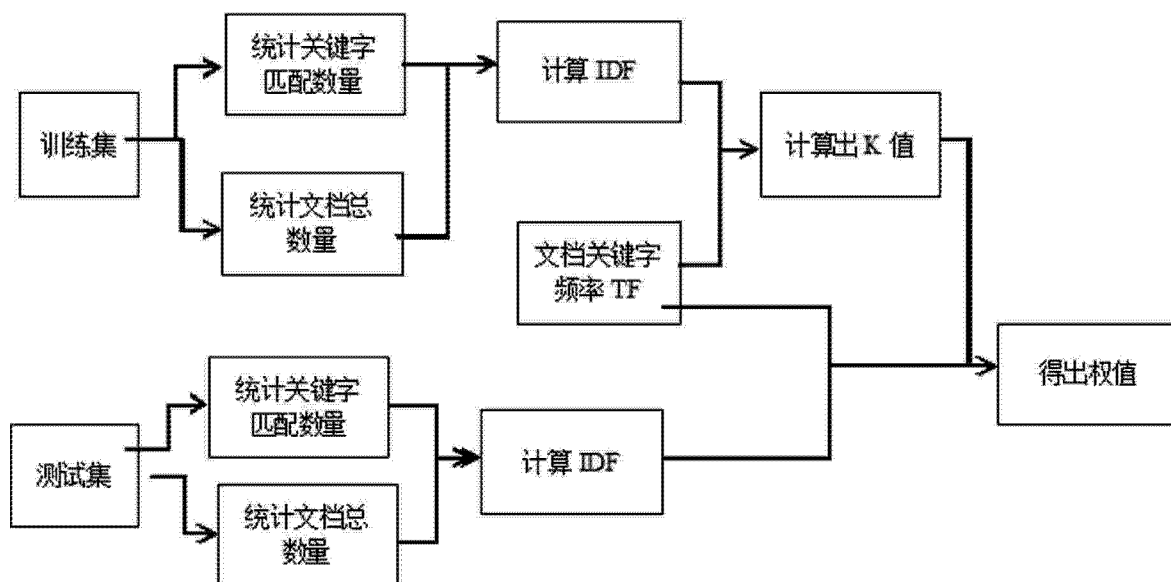 统计关键字
匹配数量
计算 IDF
训练集
计算出 K 值
统计文档总
数量
文档关键字
频率 TF
得出权值
统计关键字
匹配数量
测试集
计算 IDF
统计文档总
数量